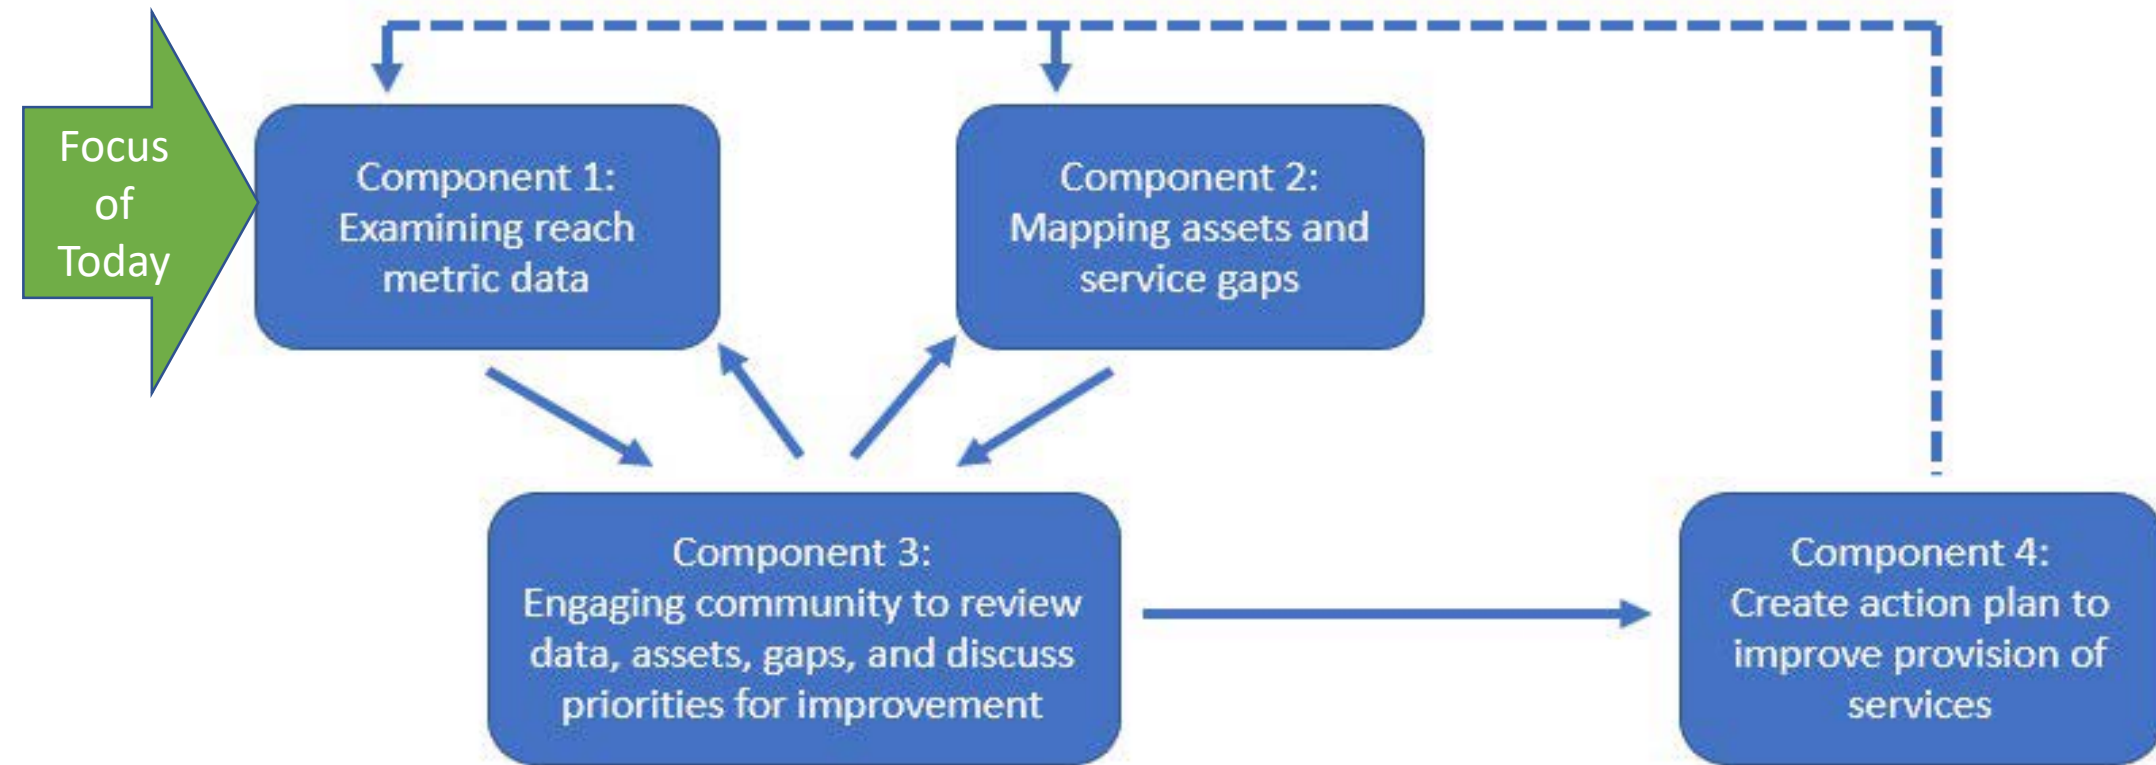 Focus
of
Today
Component 1:
Examining reach
metric data
Component 2:
Mapping assets and
service gaps
Component 3:
Engaging community to review
data, assets, gaps, and discuss
priorities for improvement
Component 4:
Create action plan to
improve provision of
services